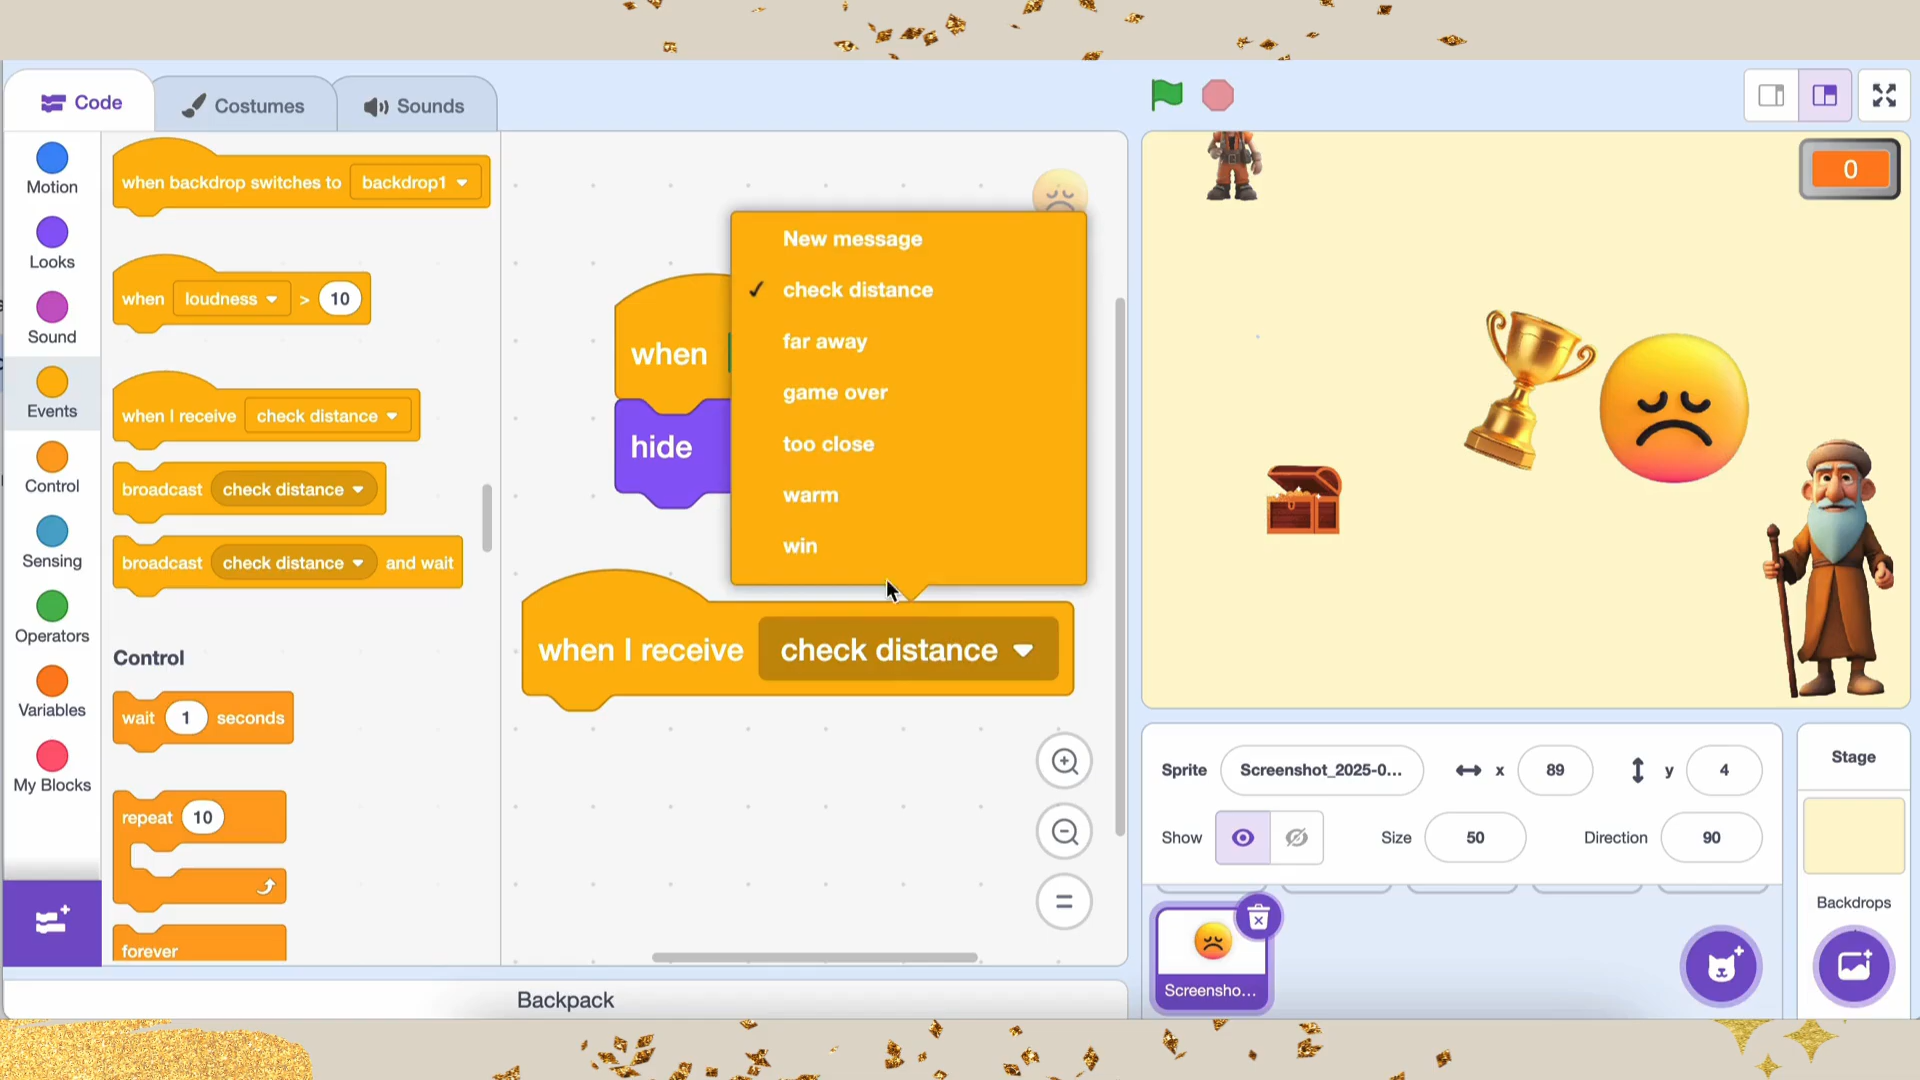 Code
Costumes
Sounds
Motion
Looks
Sound
Events
Control
Sensing
Operators
Variables
My Blocks
when backdrop switches to backdrop1
when loudness > 10
when I receive check distance
broadcast check distance
broadcast check distance and wait
Control
wait 1 seconds
repeat 10
forever
when
hide
New message
✓ check distance
far away
game over
too close
warm
win
when I receive check distance
Backpack
0
Sprite Screenshot_2025-0... x 89 y 4
Show Size 50 Direction 90
Screensho...
Stage
Backdrops